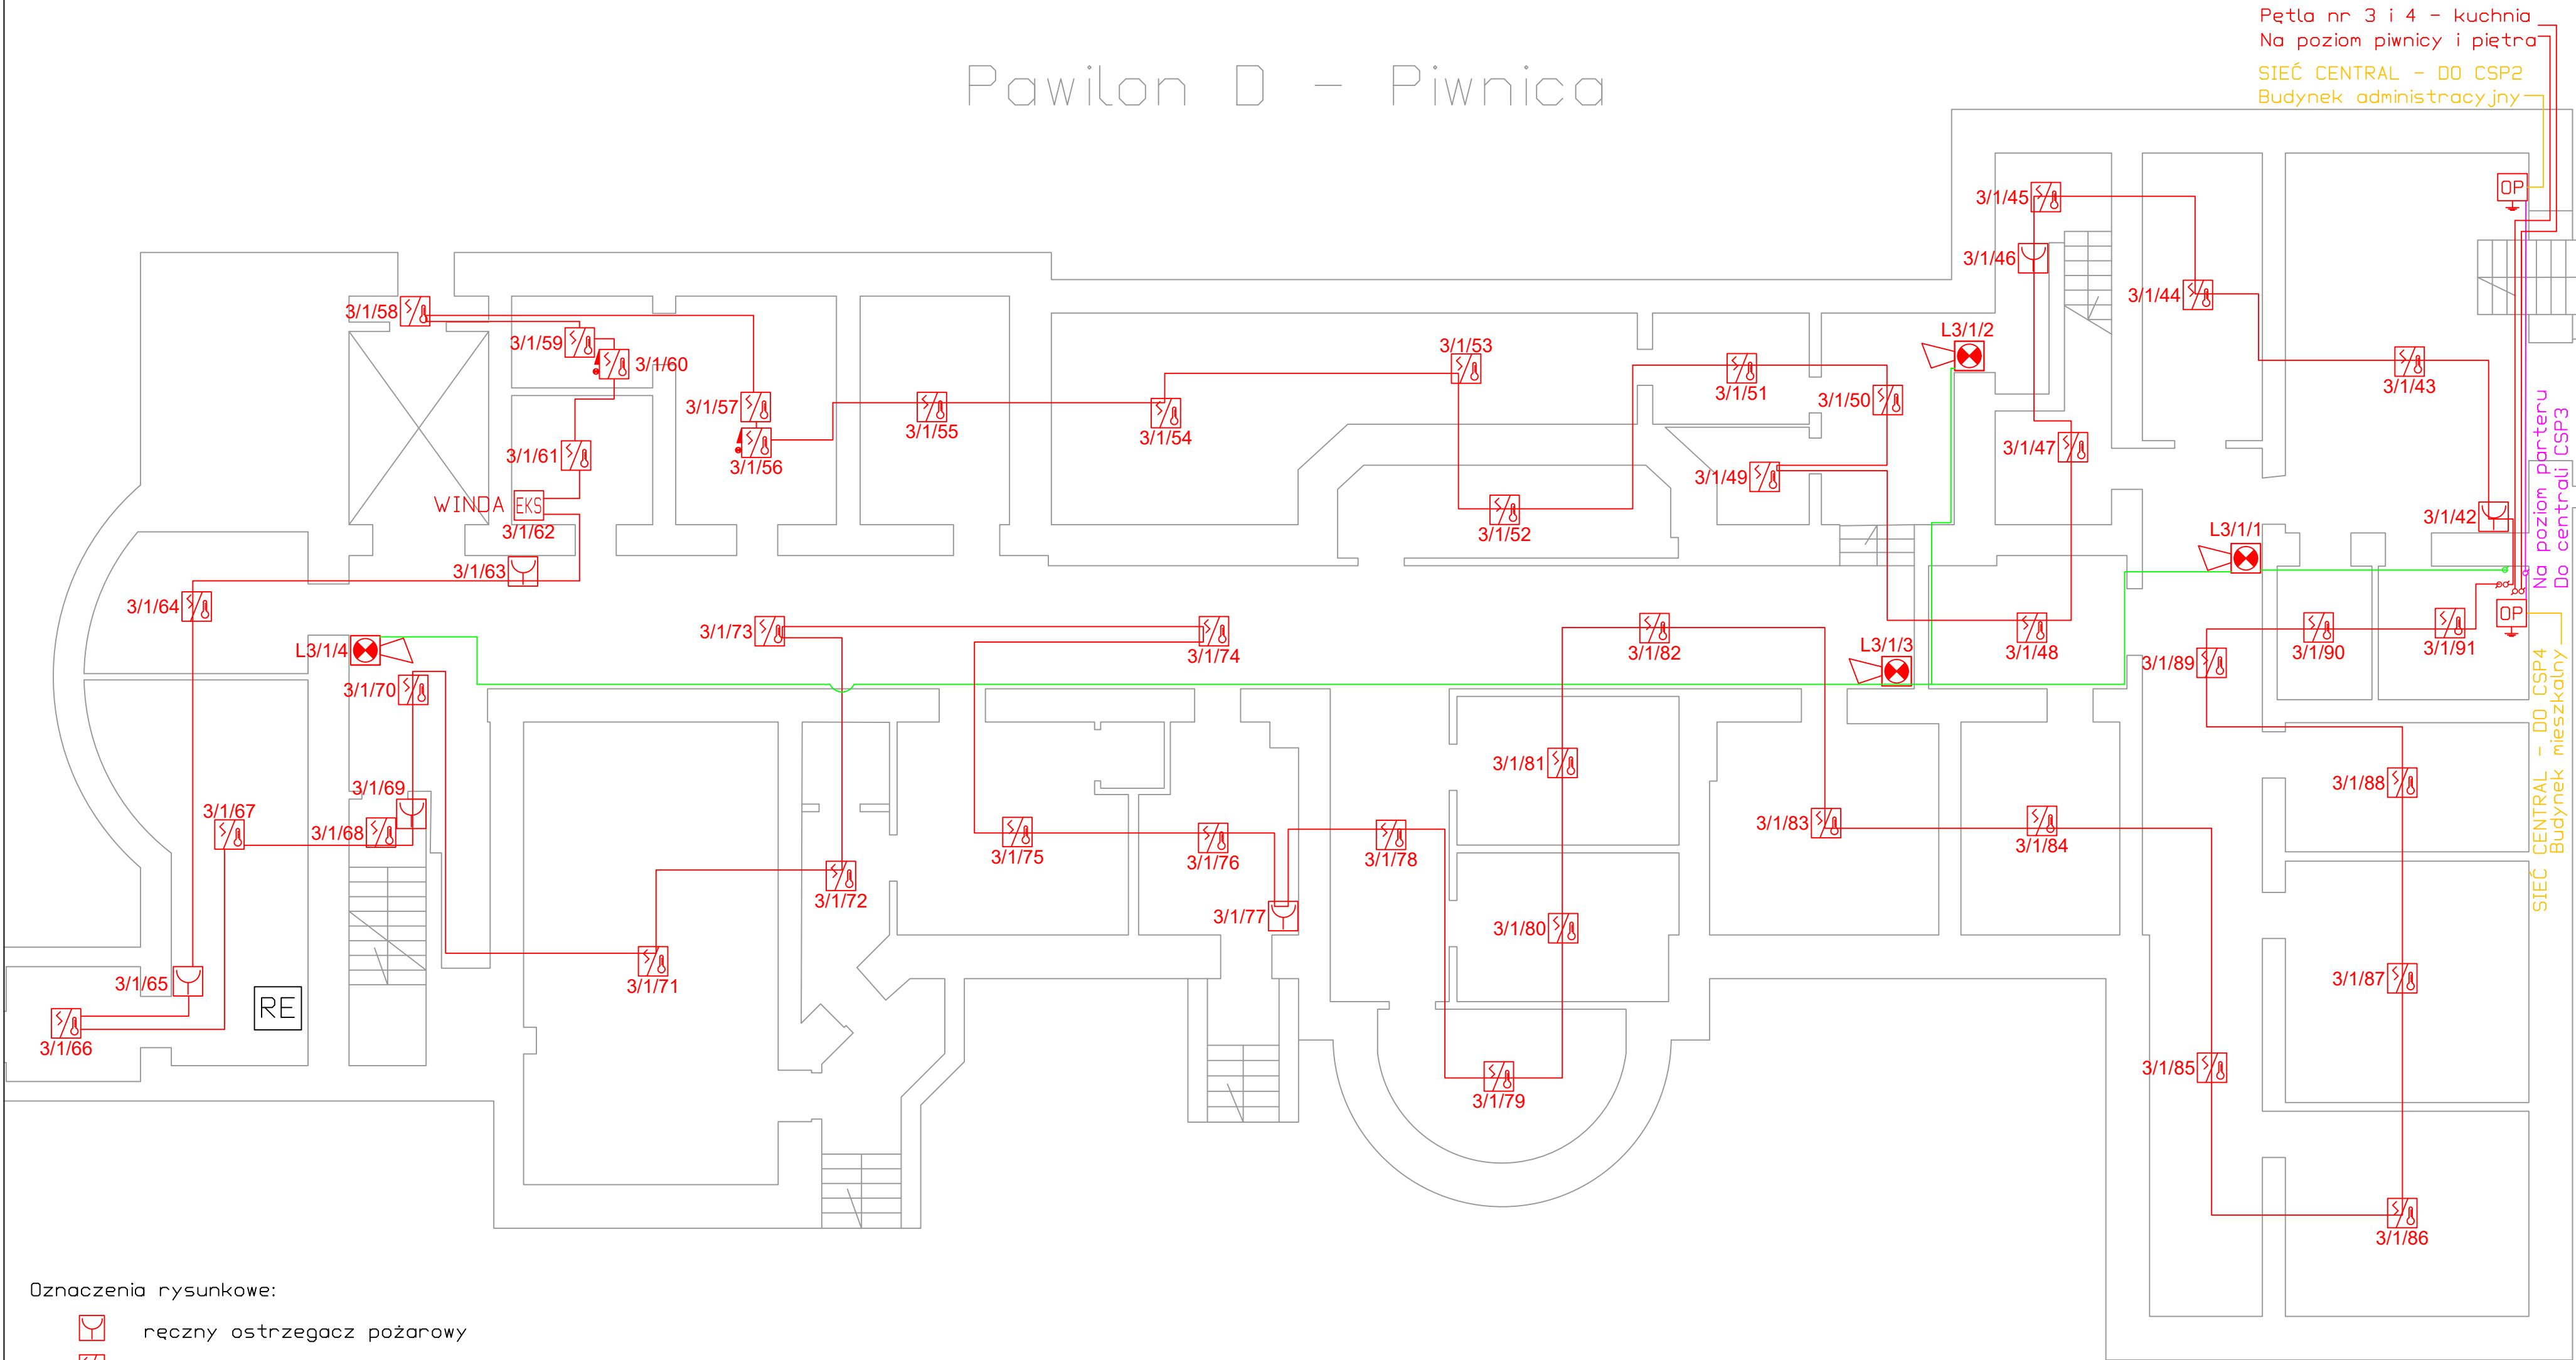 Pętla nr 3 i 4 - kuchnia
Na poziom piwnicy i piętra
SIEĆ CENTRAL - DO CSP2
Budynek administracyjny
Pawilon D - Piwnica
OP
3/1/45
3/1/46
3/1/44
3/1/58
3/1/59
3/1/60
3/1/53
3/1/51
L3/1/2
3/1/43
3/1/57
3/1/55
3/1/54
3/1/50
3/1/56
3/1/61
3/1/49
3/1/47
WINDA
EKS
3/1/62
3/1/52
3/1/42
L3/1/1
Na poziom parteru
Do centrali CSP3
3/1/63
3/1/64
OP
L3/1/4
3/1/73
3/1/74
3/1/82
L3/1/3
3/1/48
3/1/89
3/1/90
3/1/91
SIEĆ CENTRAL - DO CSP4
Budynek mieszkalny
3/1/70
3/1/69
3/1/81
3/1/88
3/1/67
3/1/68
3/1/75
3/1/76
3/1/78
3/1/83
3/1/84
3/1/72
3/1/77
3/1/80
3/1/65
3/1/71
3/1/87
RE
3/1/66
3/1/79
3/1/85
3/1/86
Oznaczenia rysunkowe:
ręczny ostrzegacz pożarowy